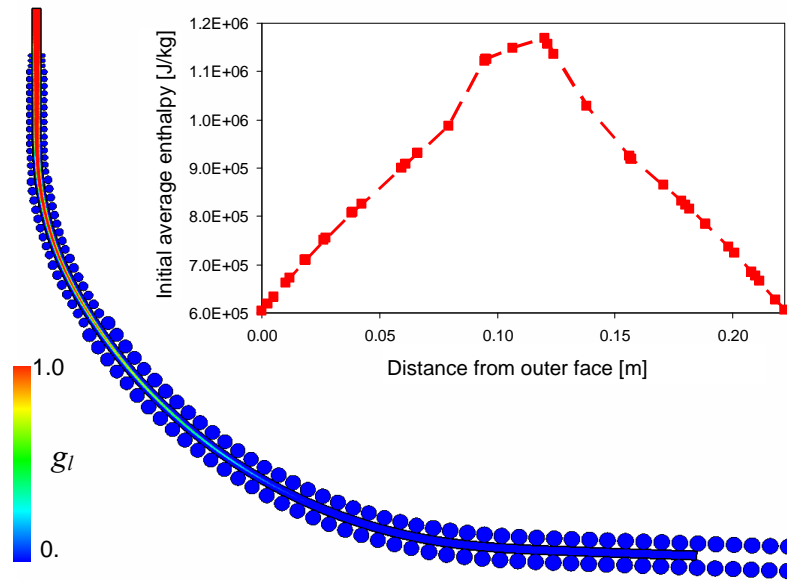 1.2E+06
1.1E+06
1.0E+06
9.0E+05
8.0E+05
7.0E+05
6.0E+05
Initial average enthalpy [J/kg]
0.00 0.05 0.10 0.15 0.20
Distance from outer face [m]
1.0
gl
0.